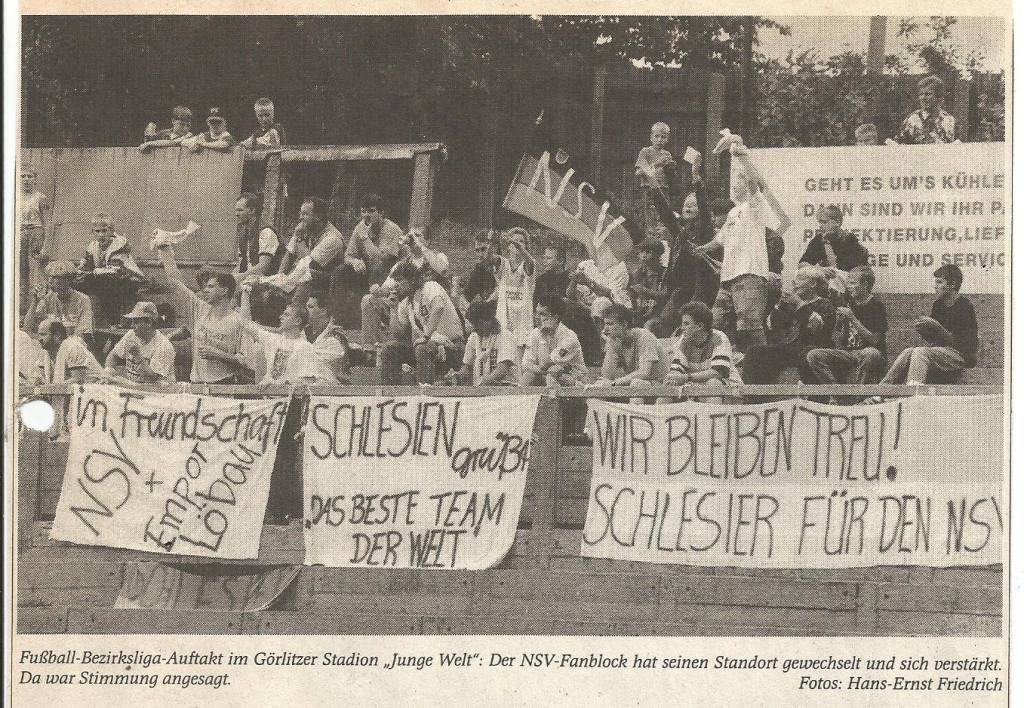 NSV
GEHT ES UM'S KÜHLE
DANN SIND WIR IHR PA
EKTIERUNG, LIEF
GE UND SERVIC
In Freundschaft
NSV
+
Empor
Löbau
SCHLESIEN
grüßt
"DAS BESTE TEAM
DER WELT"
WIR BLEIBEN TREU!
SCHLESIER FÜR DEN NSV
Fußball-Bezirksliga-Auftakt im Görlitzer Stadion „Junge Welt“: Der NSV-Fanblock hat seinen Standort gewechselt und sich verstärkt.
Da war Stimmung angesagt. Fotos: Hans-Ernst Friedrich